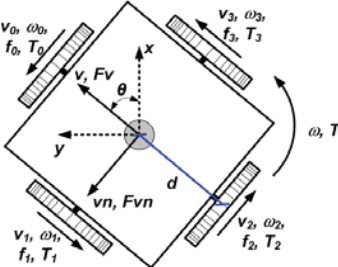 v0, ω0,
f0, T0
v3, ω3,
f3, T3
x
v, Fv
θ
y
ω, T
vn, Fvn
d
v1, ω1,
f1, T1
v2, ω2,
f2, T2